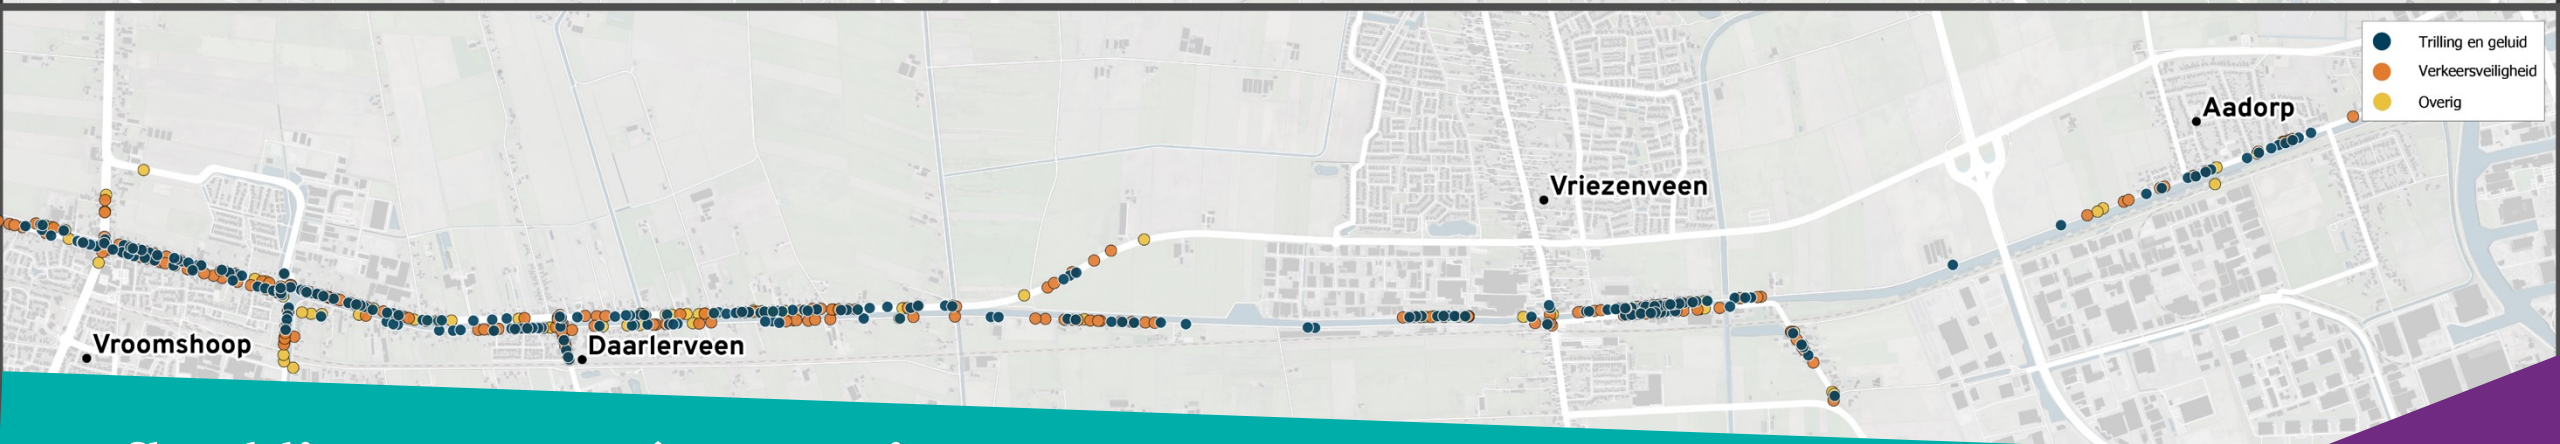 Trilling en geluid
Verkeersveiligheid
Overig
Aadorp
Vriezenveen
Vroomshoop
Daarlerveen